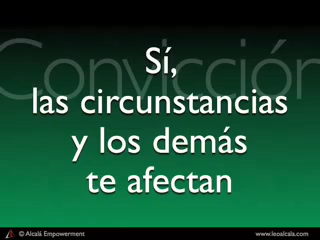 Convicción
Sí,
las circunstancias
y los demás
te afectan
© Alcalá Empowerment
www.leoalcala.com